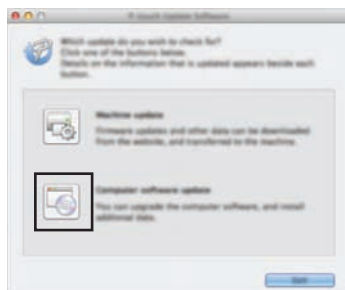 P-touch Update Software
Which update do you wish to check for?
Click one of the buttons below.
Details on the information that is updated appears beside each
button.
Machine update
Firmware updates and other data can be downloaded
from the website, and transferred to the machine.
Computer software update
You can upgrade the computer software, and install
additional data.
Exit